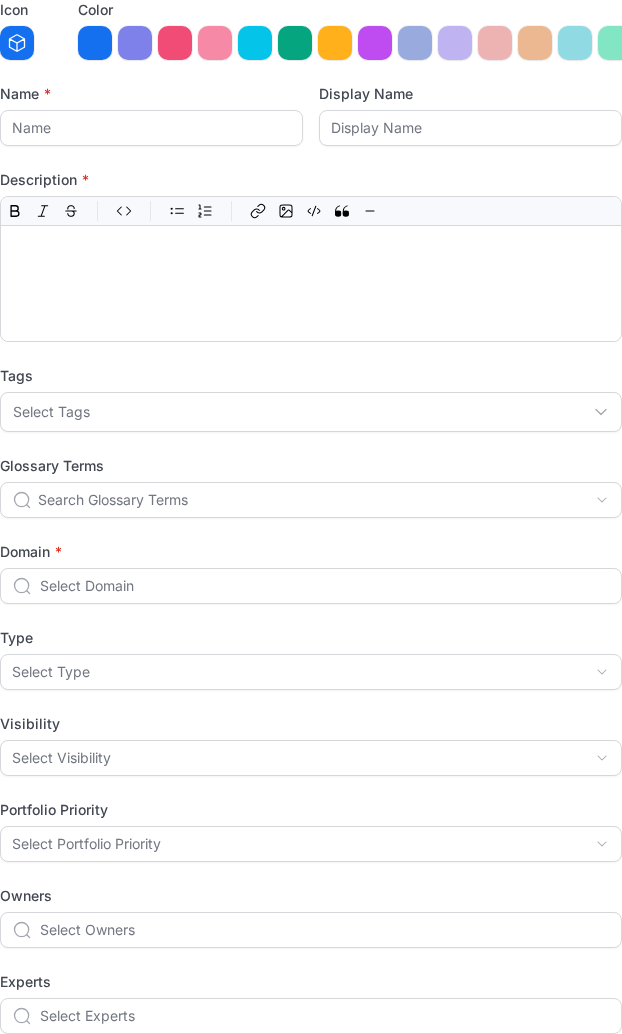 Icon Color
Name * Display Name
Name Display Name
Description *
Tags
Select Tags
Glossary Terms
Search Glossary Terms
Domain *
Select Domain
Type
Select Type
Visibility
Select Visibility
Portfolio Priority
Select Portfolio Priority
Owners
Select Owners
Experts
Select Experts